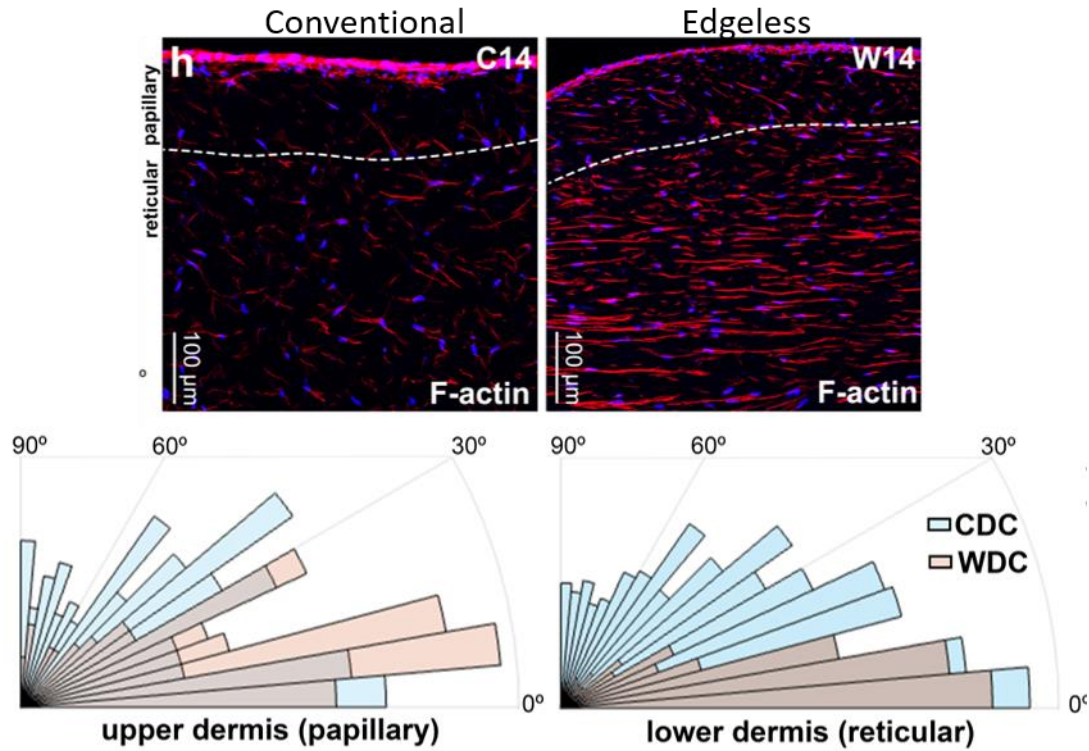 Conventional
Edgeless
h
C14
W14
reticular papillary
100 µm
F-actin
100 µm
F-actin
o
90º
60º
30º
0º
upper dermis (papillary)
90º
60º
30º
CDC
WDC
0º
lower dermis (reticular)